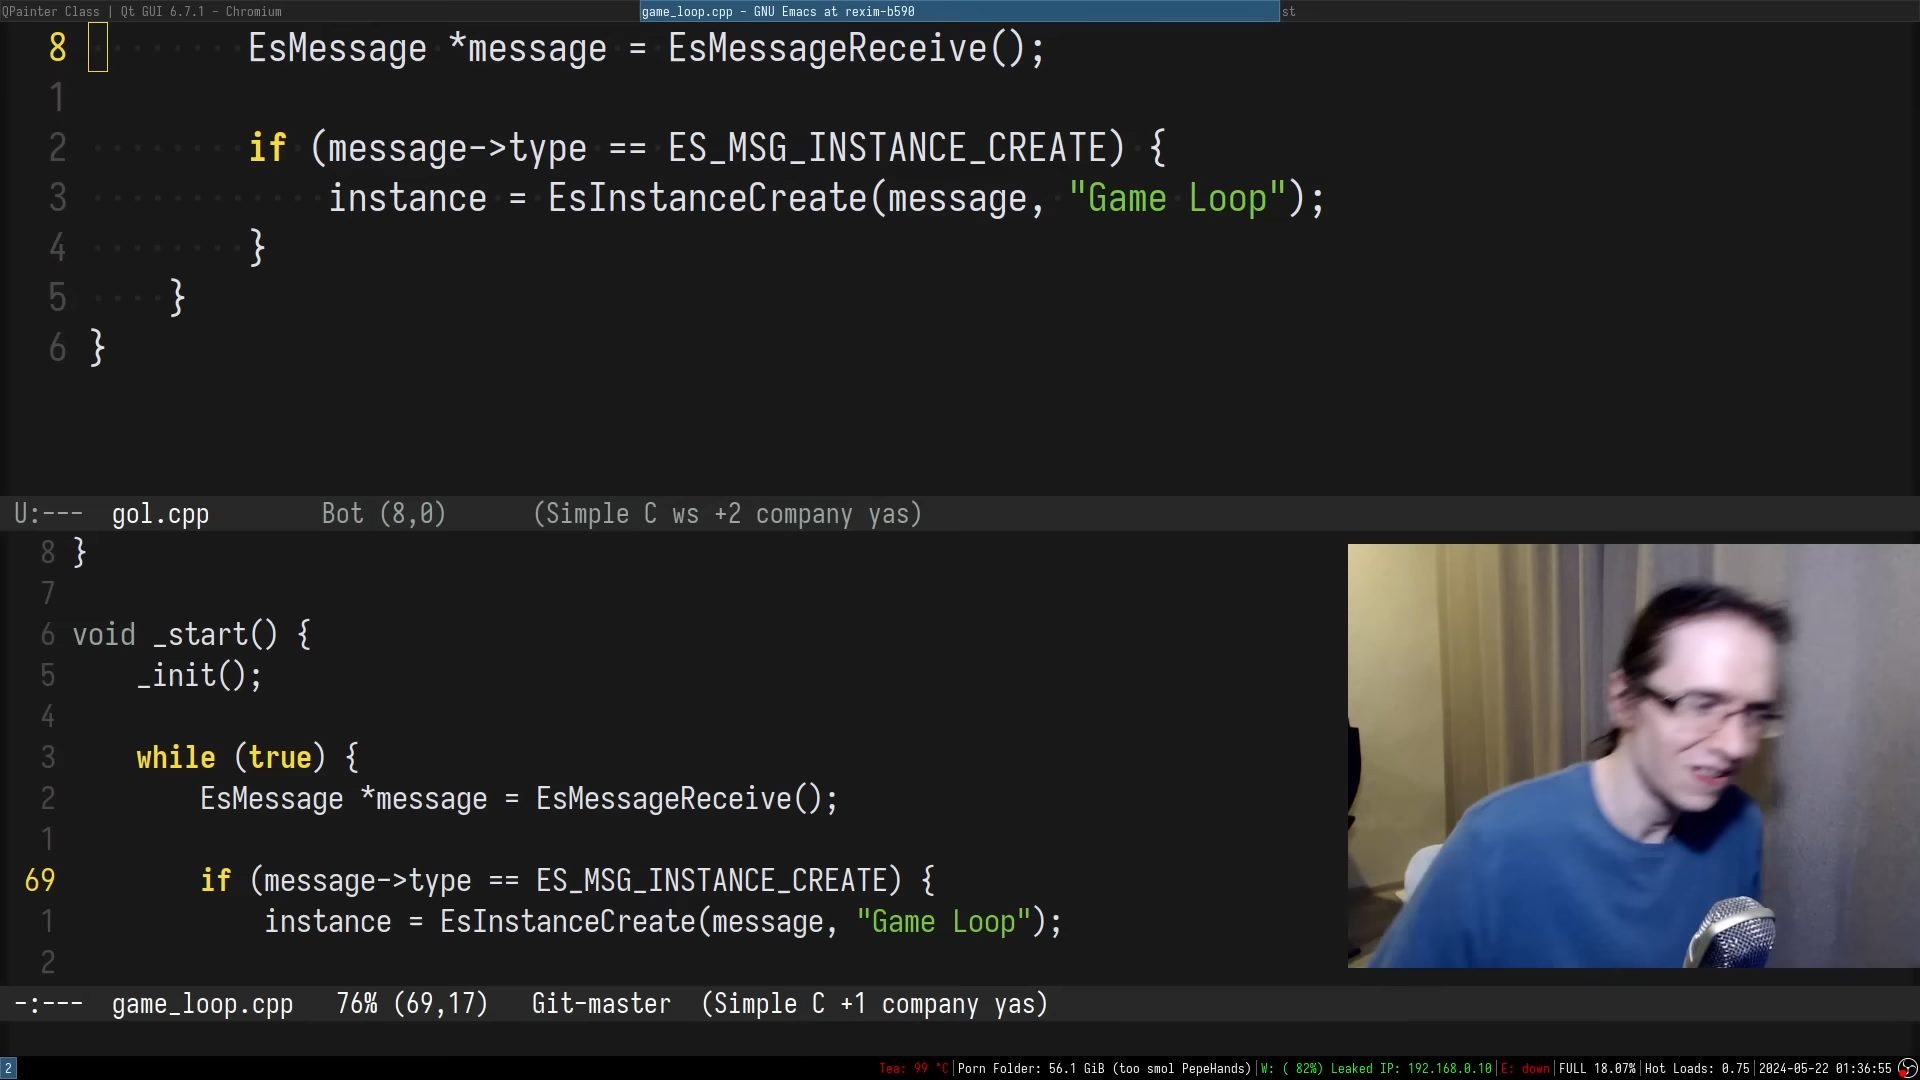 QPainter Class | Qt GUI 6.7.1 - Chromium
game_loop.cpp - GNU Emacs at rexim-b590
st
8 EsMessage *message = EsMessageReceive();
1
2 if (message->type == ES_MSG_INSTANCE_CREATE) {
3 instance = EsInstanceCreate(message, "Game Loop");
4 }
5 }
6 }
U:--- gol.cpp Bot (8,0) (Simple C ws +2 company yas)
8 }
7
6 void _start() {
5 _init();
4
3 while (true) {
2 EsMessage *message = EsMessageReceive();
1
69 if (message->type == ES_MSG_INSTANCE_CREATE) {
1 instance = EsInstanceCreate(message, "Game Loop");
2
-:--- game_loop.cpp 76% (69,17) Git-master (Simple C +1 company yas)
2
Tea: 99 °C|Porn Folder: 56.1 GiB (too smol PepeHands)|W: ( 82%) Leaked IP: 192.168.0.10|E: down|FULL 18.07%|Hot Loads: 0.75|2024-05-22 01:36:55